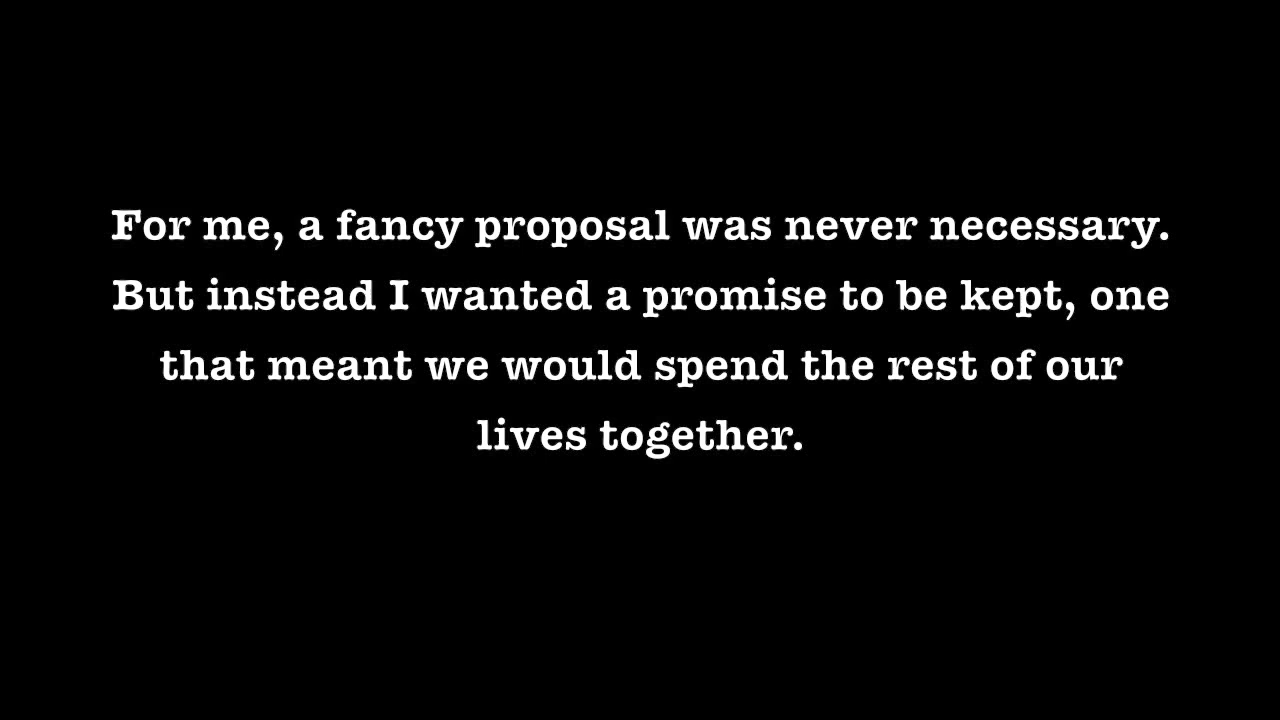 For me, a fancy proposal was never necessary.
But instead I wanted a promise to be kept, one
that meant we would spend the rest of our
lives together.